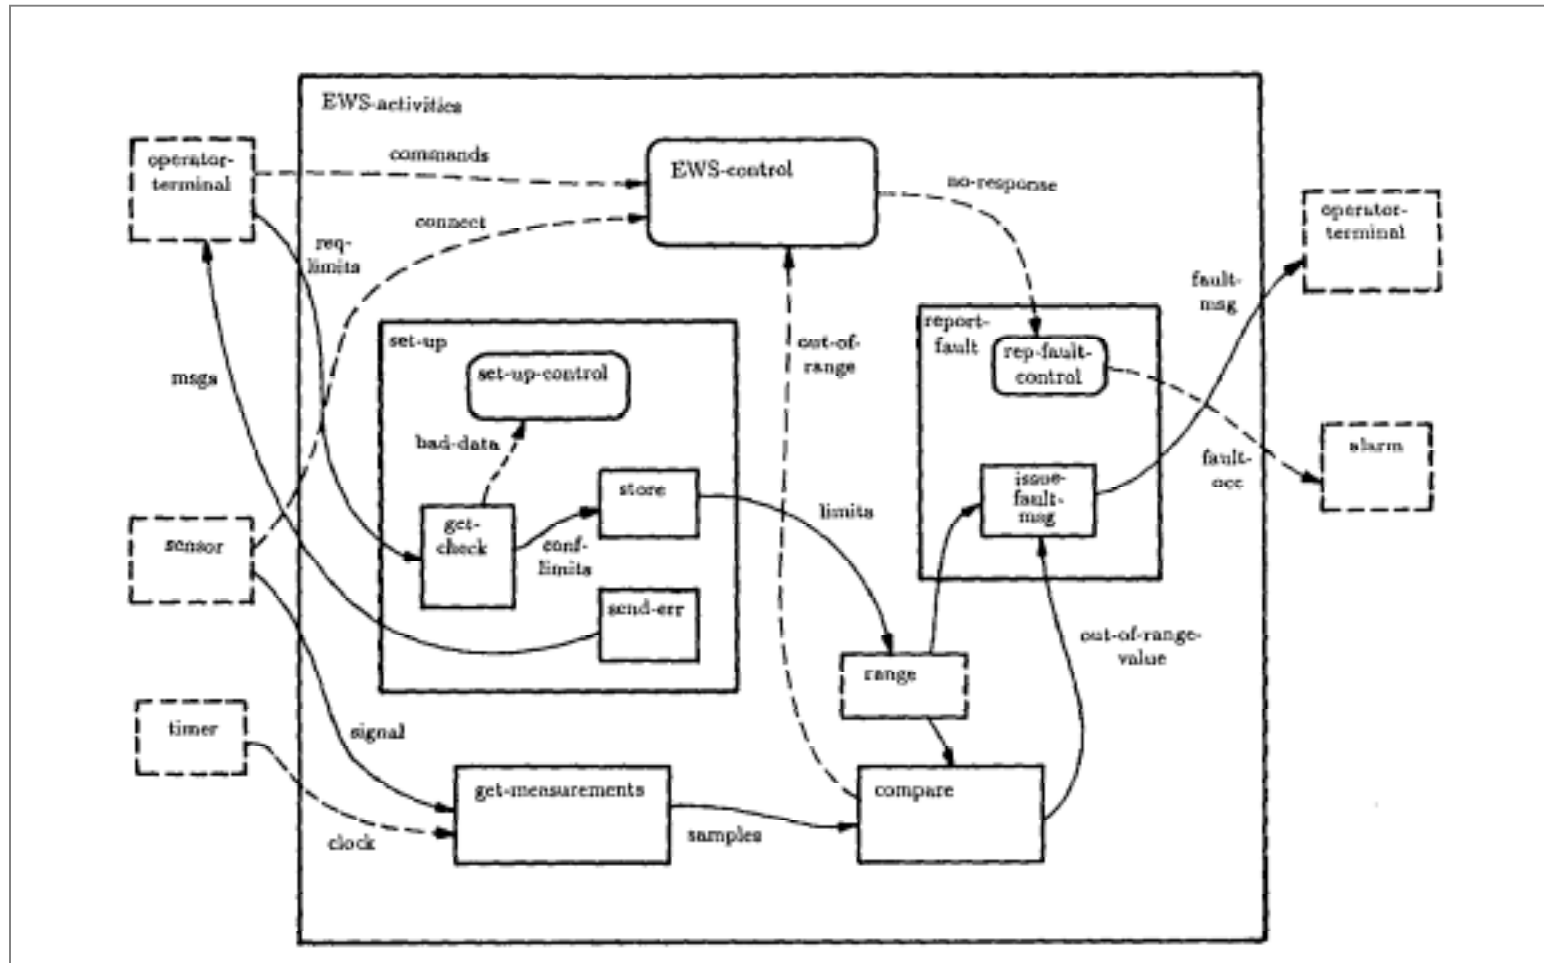 EWS-activities
operator-
terminal
commands
EWS-control
no-response
operator-
terminal
connect
req-
limits
fault-
msg
set-up
set-up-control
out-of-
range
report-
fault
rep-fault-
control
msgs
bad-data
fault-
occ
alarm
store
issue-
fault-
msg
limits
sensor
get-
check
conf-
limits
send-err
out-of-range-
value
range
timer
signal
get-measurements
compare
clock
samples